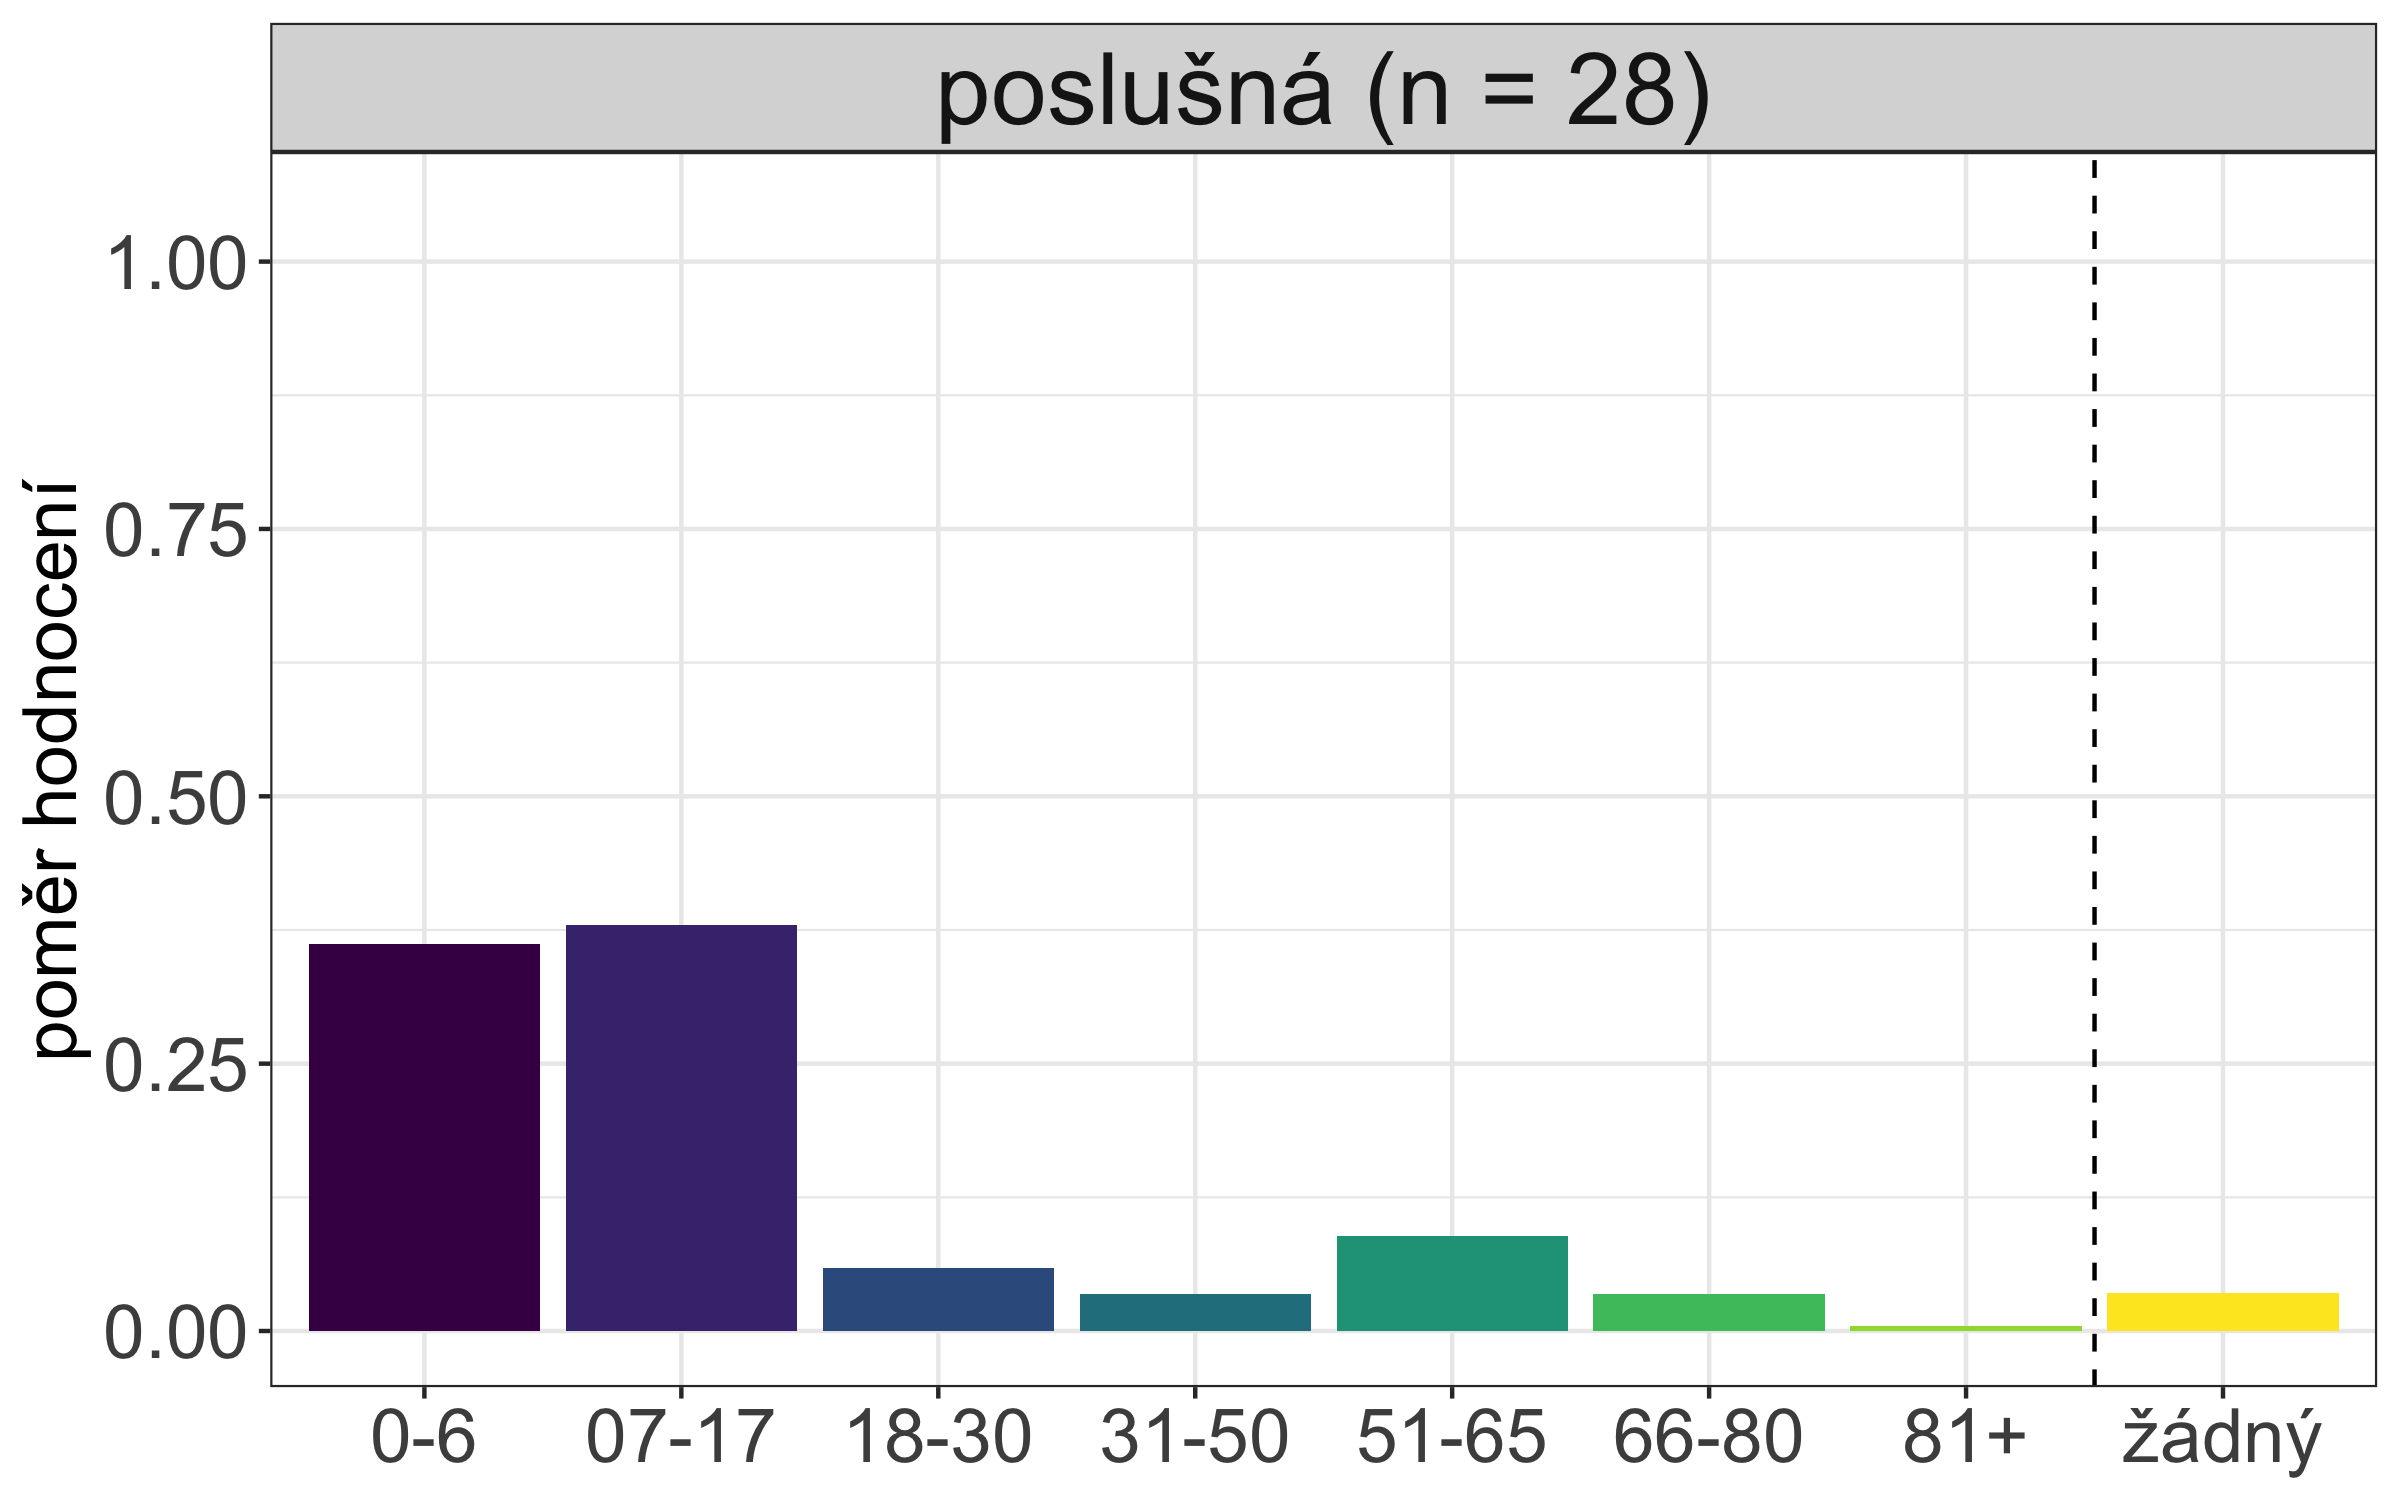 poslušná (n = 28)
poměr hodnocení
1.00
0.75
0.50
0.25
0.00
0-6 07-17 18-30 31-50 51-65 66-80 81+ žádný